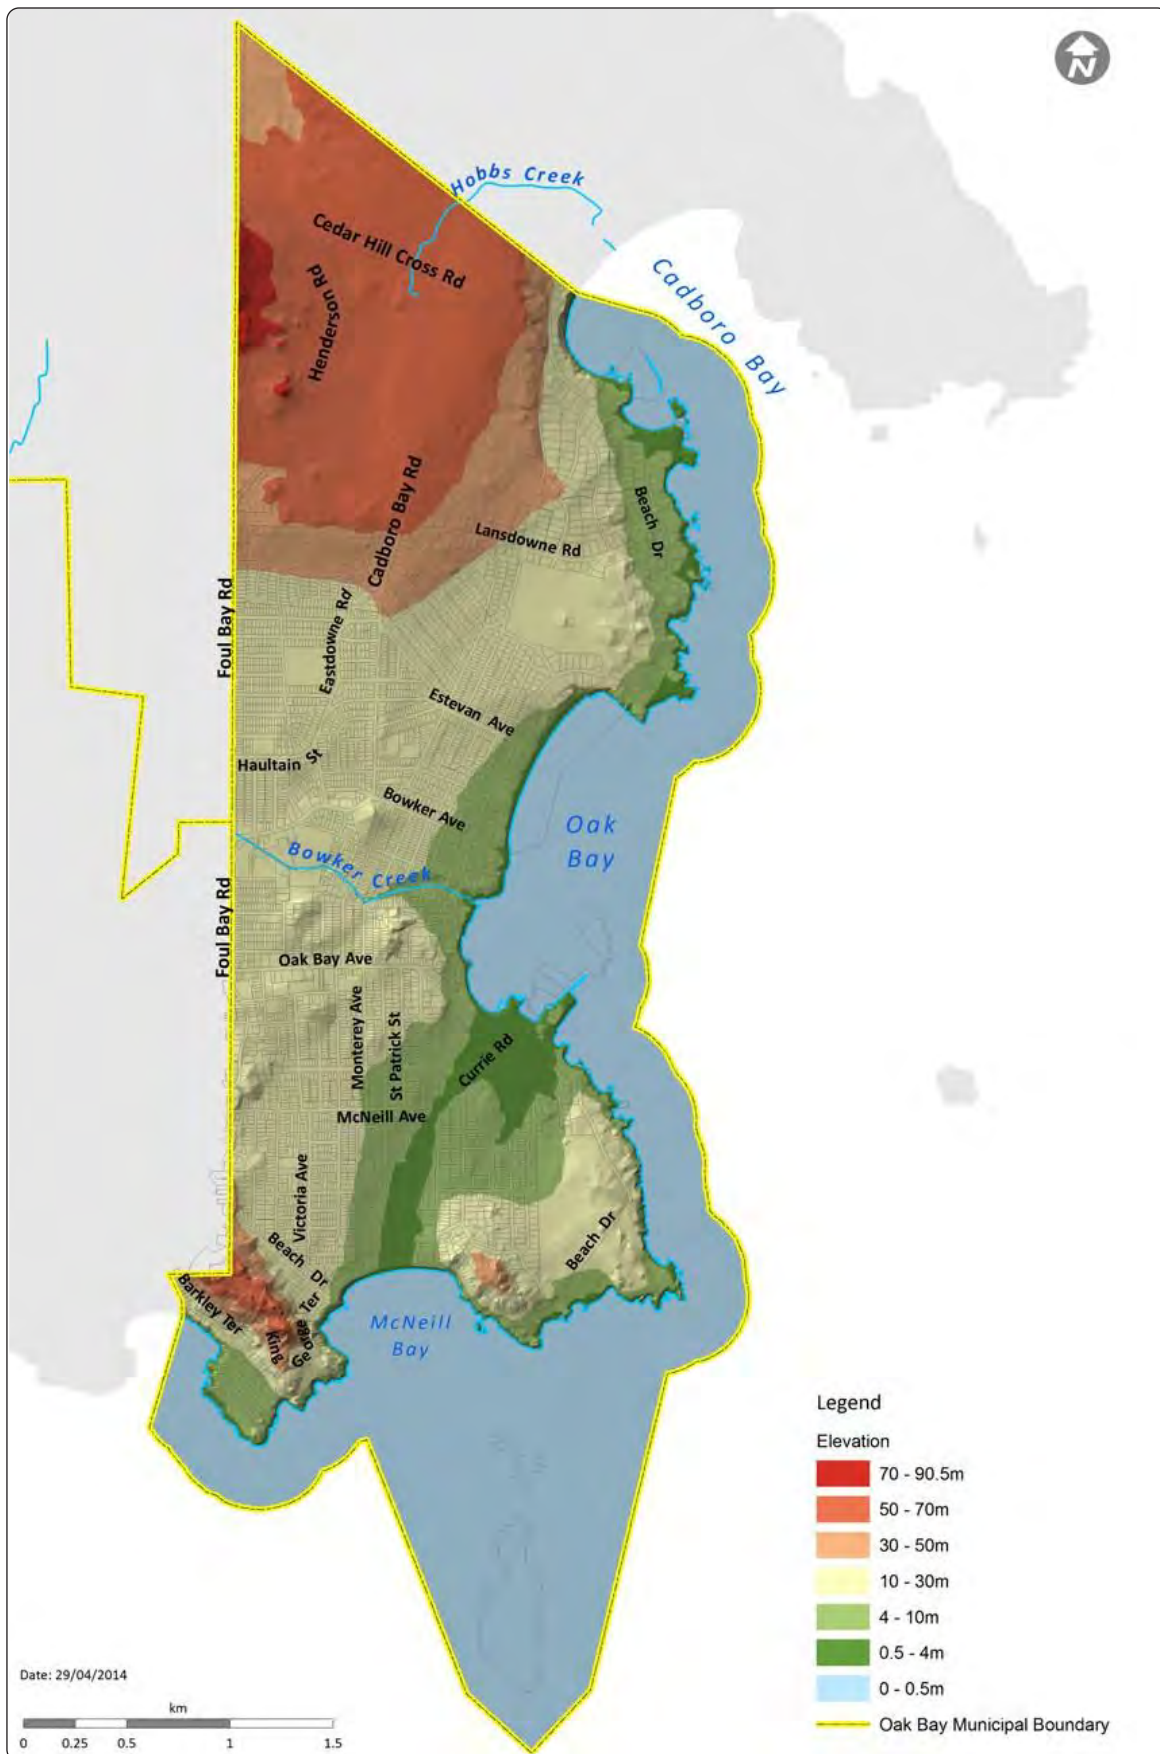 N
Hobbs Creek
Cedar Hill Cross Rd
Cadboro Bay
Henderson Rd
Cadboro Bay Rd
Beach Dr
Lansdowne Rd
Foul Bay Rd
Eastdowne Rd
Estevan Ave
Haultain St
Bowker Ave
Oak
Bay
Bowker Creek
Foul Bay Rd
Oak Bay Ave
Monterey Ave
St Patrick St
Currie Rd
McNeill Ave
Victoria Ave
Beach Dr
Beach Dr
Barkley Ter
King
George Ter
McNeill
Bay
Legend
Elevation
70 - 90.5m
50 - 70m
30 - 50m
10 - 30m
4 - 10m
0.5 - 4m
0 - 0.5m
Oak Bay Municipal Boundary
Date: 29/04/2014
km
0 0.25 0.5 1 1.5